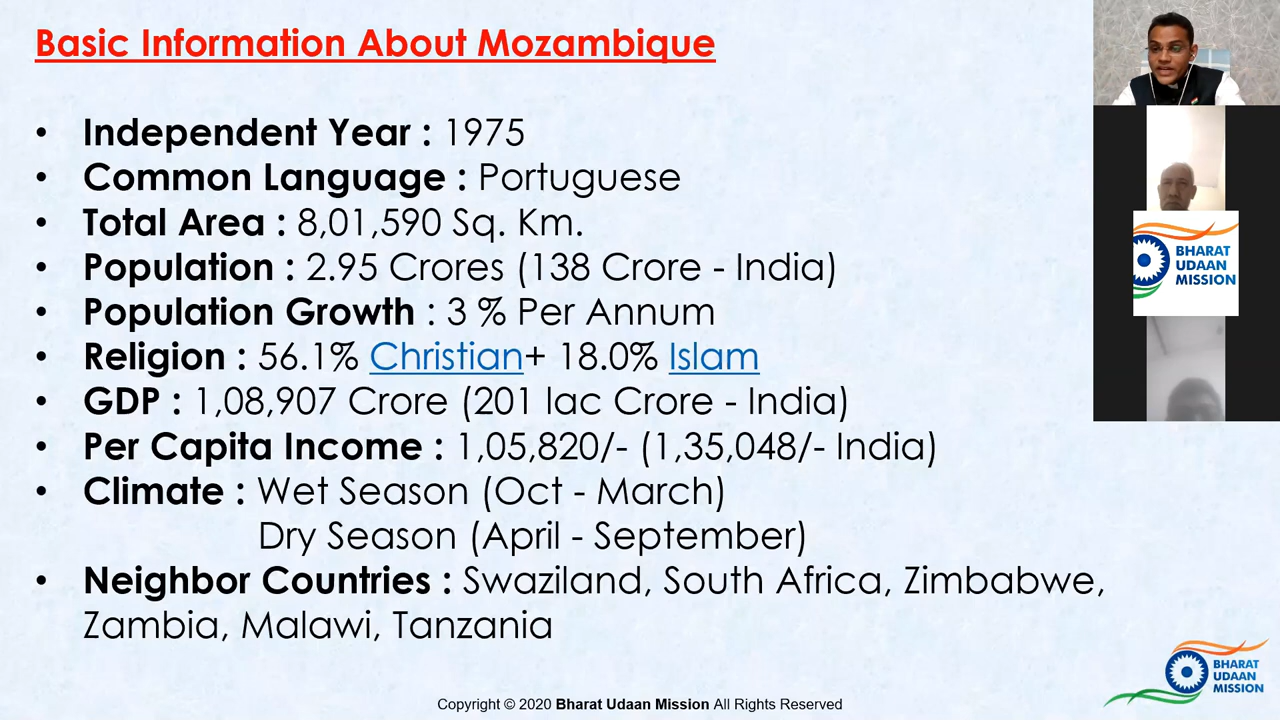 Basic Information About Mozambique
• Independent Year : 1975
• Common Language : Portuguese
• Total Area : 8,01,590 Sq. Km.
• Population : 2.95 Crores (138 Crore - India)
• Population Growth : 3 % Per Annum
• Religion : 56.1% Christian+ 18.0% Islam
• GDP : 1,08,907 Crore (201 lac Crore - India)
• Per Capita Income : 1,05,820/- (1,35,048/- India)
• Climate : Wet Season (Oct - March)
Dry Season (April - September)
• Neighbor Countries : Swaziland, South Africa, Zimbabwe,
Zambia, Malawi, Tanzania
BHARAT
UDAAN
MISSION
BHARAT
UDAAN
MISSION
Copyright © 2020 Bharat Udaan Mission All Rights Reserved